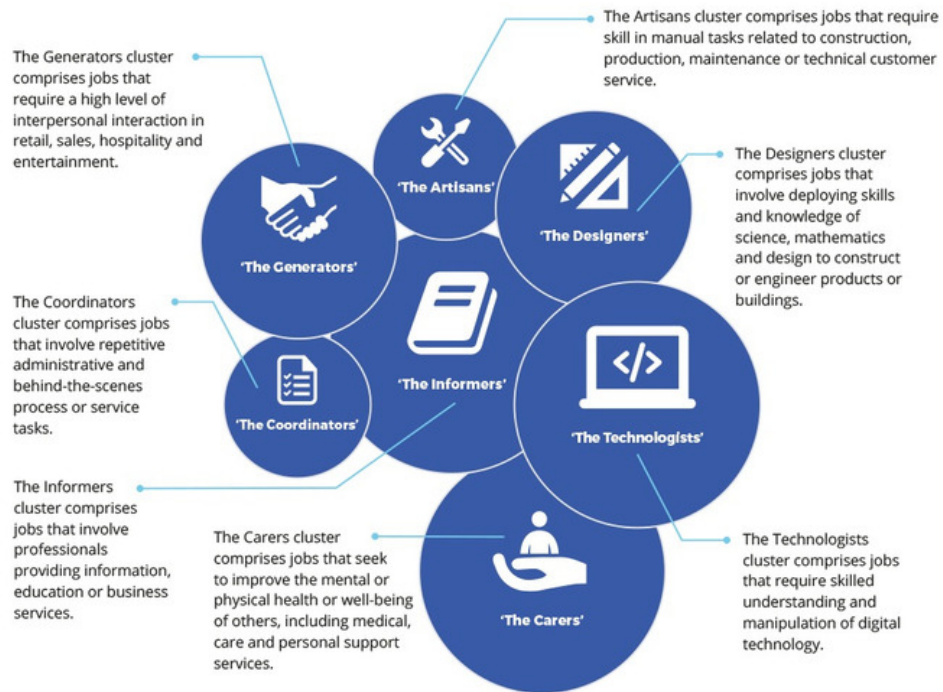 The Artisans cluster comprises jobs that require
skill in manual tasks related to construction,
production, maintenance or technical customer
service.
The Generators cluster
comprises jobs that
require a high level of
interpersonal interaction in
retail, sales, hospitality and
entertainment.
The Designers cluster
comprises jobs that
involve deploying skills
and knowledge of
science, mathematics
and design to construct
or engineer products or
buildings.
'The Artisans'
'The Designers'
'The Generators'
The Coordinators
cluster comprises jobs
that involve repetitive
administrative and
behind-the-scenes
process or service
tasks.
'The Informers'
'The Coordinators'
</>
'The Technologists'
The Informers
cluster comprises
jobs that involve
professionals
providing information,
education or business
services.
The Carers cluster
comprises jobs that seek
to improve the mental or
physical health or well-being
of others, including medical,
care and personal support
services.
'The Carers'
The Technologists
cluster comprises jobs
that require skilled
understanding and
manipulation of digital
technology.